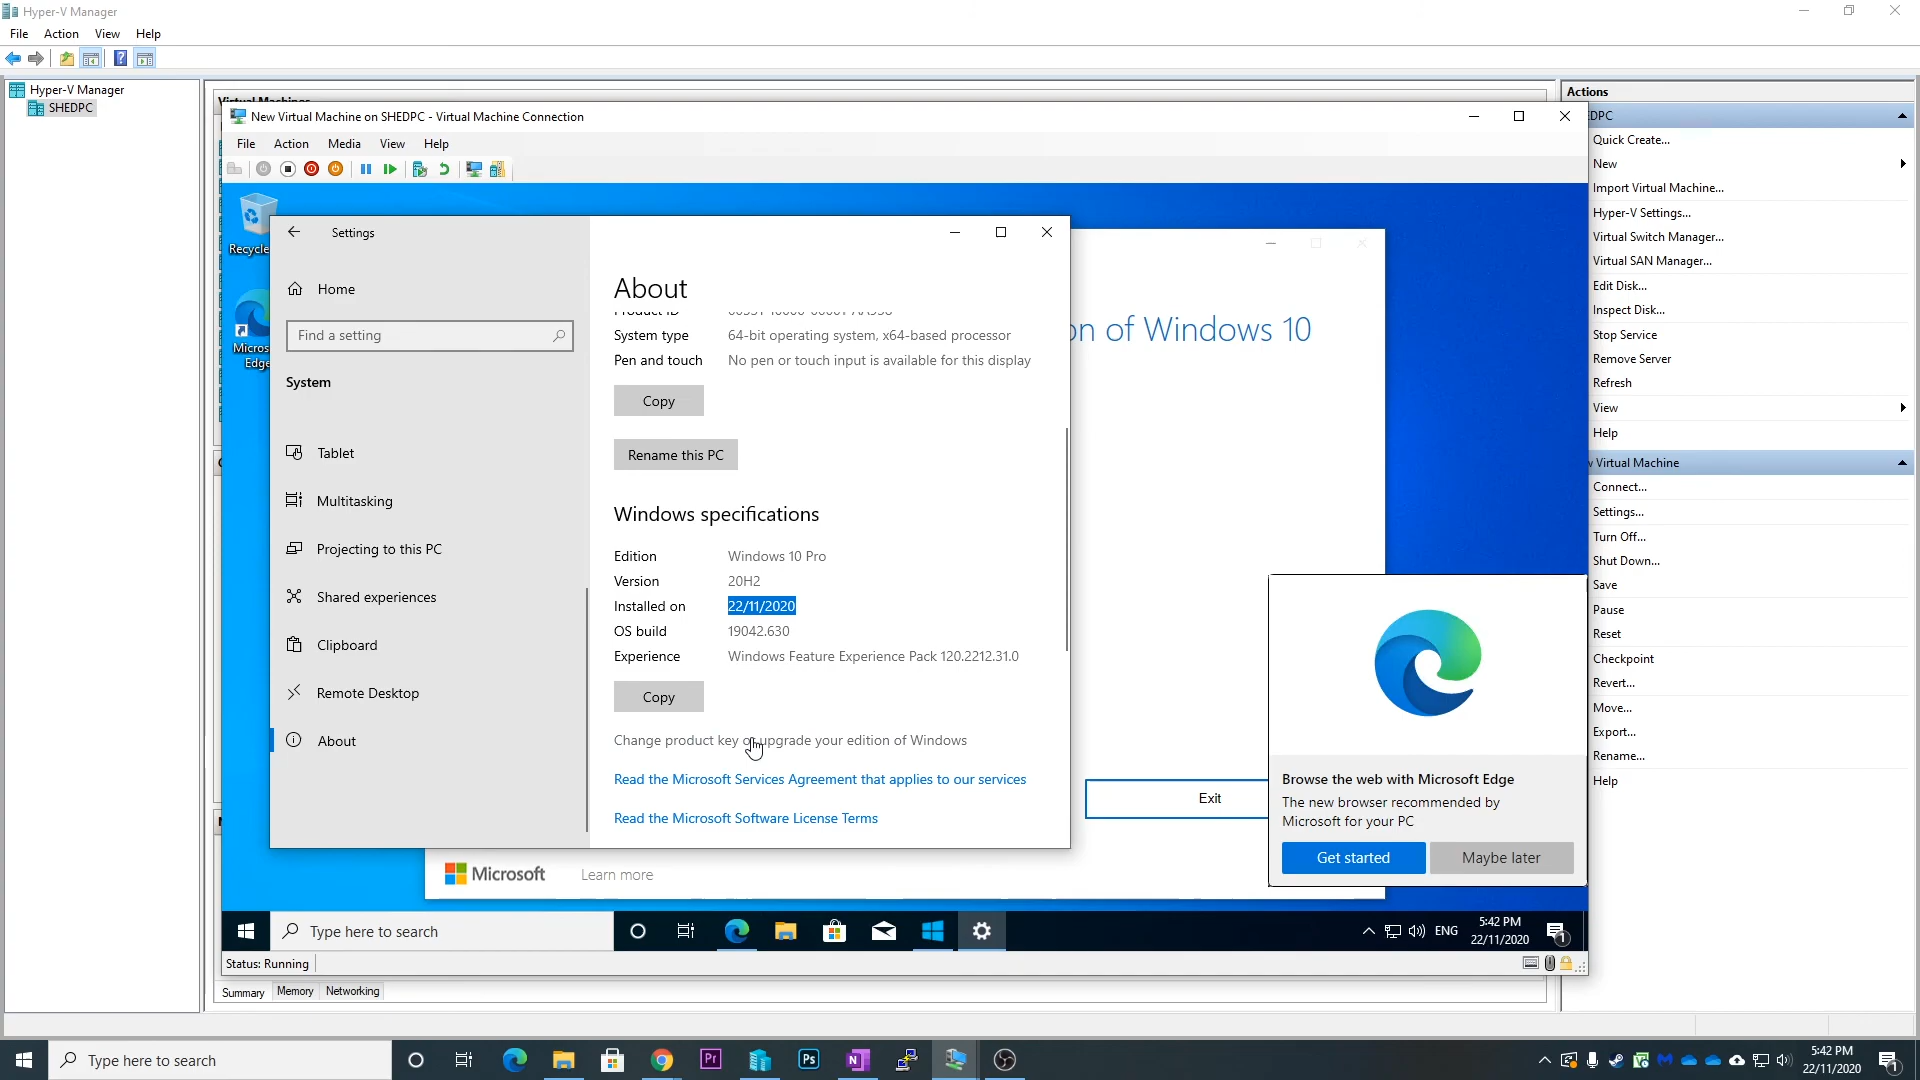 Hyper-V Manager
File Action View Help
Hyper-V Manager
SHEDPC
Actions
Quick Create...
New
Import Virtual Machine...
Hyper-V Settings...
Virtual Switch Manager...
Virtual SAN Manager...
Edit Disk...
Inspect Disk...
Stop Service
Remove Server
Refresh
View
Help
Virtual Machine
Connect...
Settings...
Turn Off...
Shut Down...
Save
Pause
Reset
Checkpoint
Revert...
Move...
Export...
Rename...
Help
New Virtual Machine on SHEDPC - Virtual Machine Connection
File Action Media View Help
Recycle
Micros
Edge
Settings
Home
Find a setting
System
Tablet
Multitasking
Projecting to this PC
Shared experiences
Clipboard
Remote Desktop
About
About
System type 64-bit operating system, x64-based processor
Pen and touch No pen or touch input is available for this display
Copy
Rename this PC
Windows specifications
Edition Windows 10 Pro
Version 20H2
Installed on 22/11/2020
OS build 19042.630
Experience Windows Feature Experience Pack 120.2212.31.0
Copy
Change product key or upgrade your edition of Windows
Read the Microsoft Services Agreement that applies to our services
Read the Microsoft Software License Terms
on of Windows 10
Exit
Microsoft Learn more
Browse the web with Microsoft Edge
The new browser recommended by
Microsoft for your PC
Get started Maybe later
Type here to search
ENG
5:42 PM
22/11/2020
1
Status: Running
Summary Memory Networking
Type here to search
Pr
Ps
N
5:42 PM
22/11/2020
1